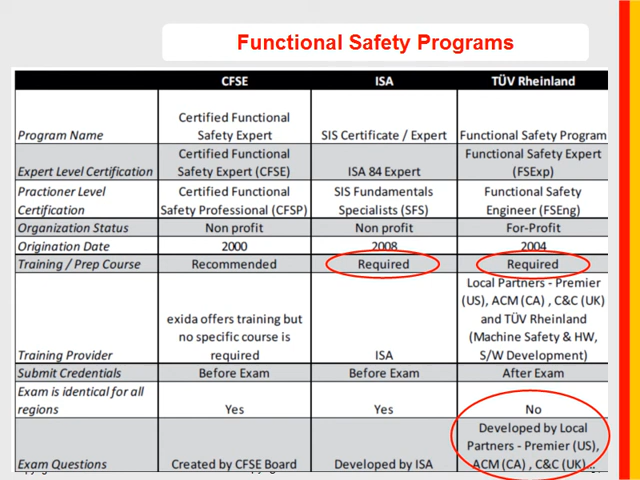 Functional Safety Programs
CFSE ISA TÜV Rheinland
Certified Functional
Program Name Safety Expert SIS Certificate / Expert Functional Safety Program
Certified Functional Functional Safety Expert
Expert Level Certification Safety Expert (CFSE) ISA 84 Expert (FSExp)
Practioner Level Certified Functional SIS Fundamentals Functional Safety
Certification Safety Professional (CFSP) Specialists (SFS) Engineer (FSEng)
Organization Status Non profit Non profit For-Profit
Origination Date 2000 2008 2004
Training / Prep Course Recommended Required Required
Local Partners - Premier
(US), ACM (CA) , C&C (UK)
exida offers training but and TÜV Rheinland
no specific course is (Machine Safety & HW,
Training Provider required ISA S/W Development)
Submit Credentials Before Exam Before Exam After Exam
Exam is identical for all
regions Yes Yes No
Developed by Local
Partners - Premier (US),
Exam Questions Created by CFSE Board Developed by ISA ACM (CA) , C&C (UK)...